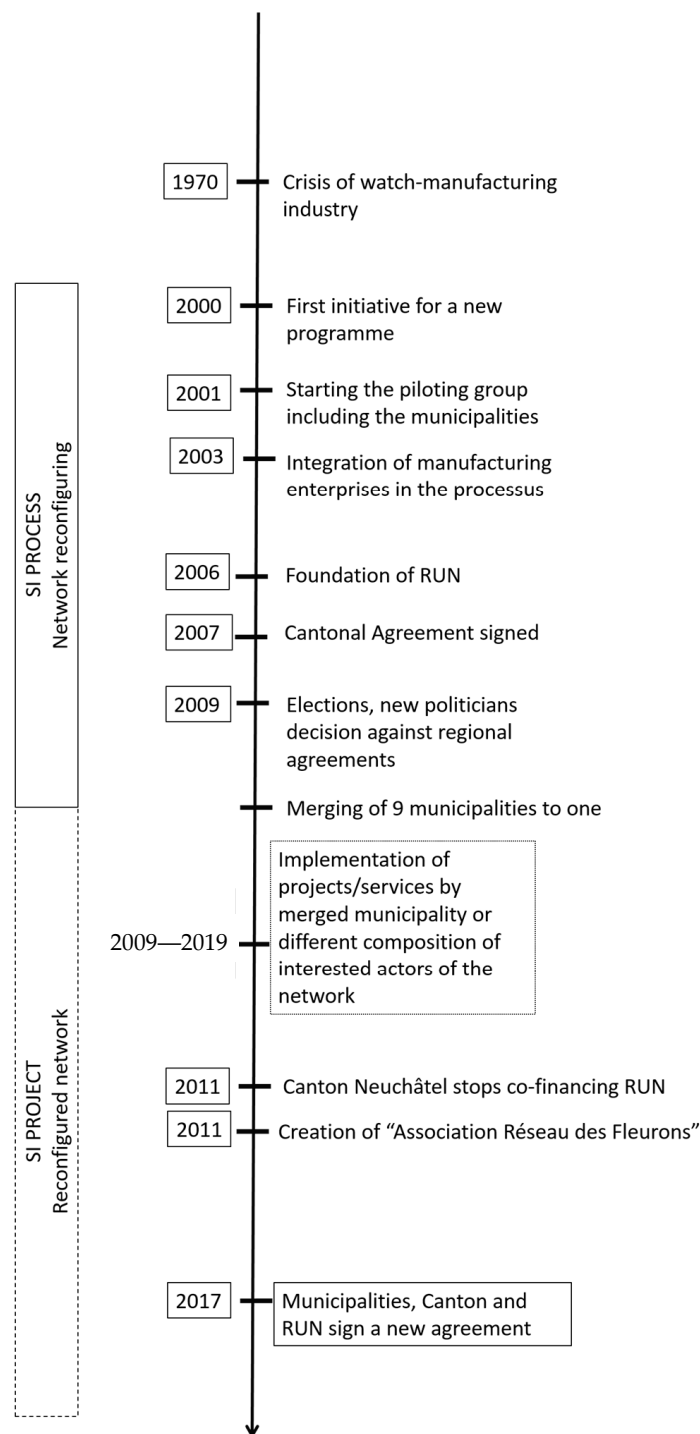 1970
Crisis of watch-manufacturing
industry
2000
First initiative for a new
programme
2001
Starting the piloting group
including the municipalities
2003
Integration of manufacturing
enterprises in the processus
SI PROCESS
Network reconfiguring
2006
Foundation of RUN
2007
Cantonal Agreement signed
2009
Elections, new politicians
decision against regional
agreements
Merging of 9 municipalities to one
Implementation of
projects/services by
merged municipality or
2009—2019
different composition of
interested actors of the
network
SI PROJECT
Reconfigured network
2011
Canton Neuchâtel stops co-financing RUN
2011
Creation of “Association Réseau des Fleurons”
2017
Municipalities, Canton and
RUN sign a new agreement